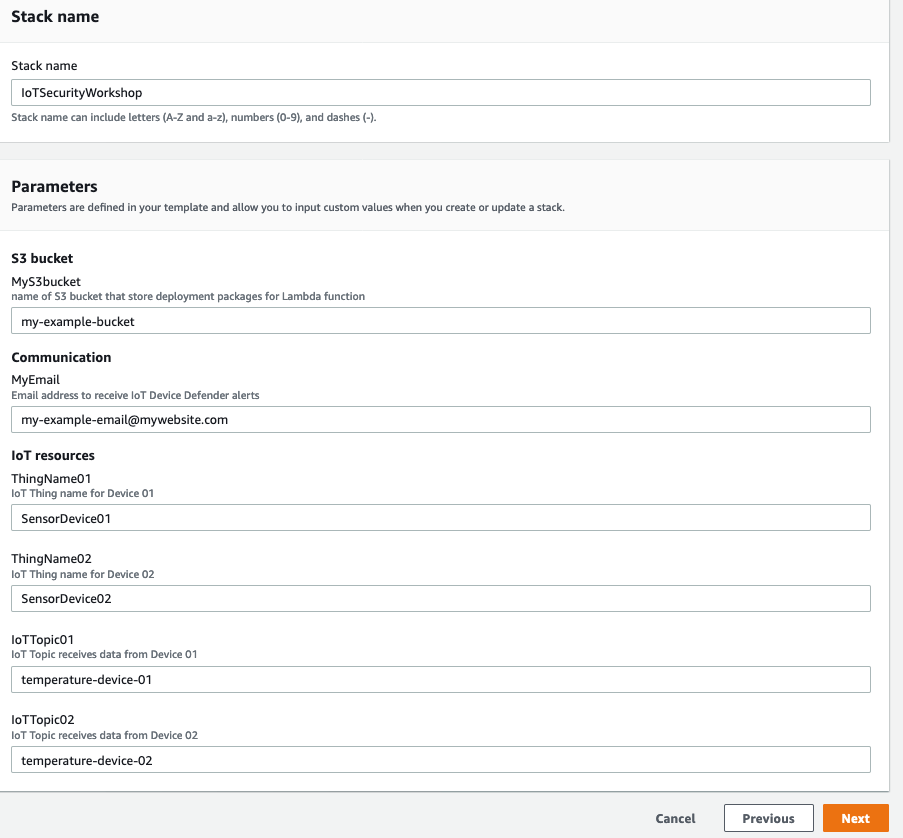 Stack name
Stack name
IoTSecurityWorkshop
Stack name can include letters (A-Z and a-z), numbers (0-9), and dashes (-).
Parameters
Parameters are defined in your template and allow you to input custom values when you create or update a stack.
S3 bucket
MyS3bucket
name of S3 bucket that store deployment packages for Lambda function
my-example-bucket
Communication
MyEmail
Email address to receive IoT Device Defender alerts
my-example-email@mywebsite.com
IoT resources
ThingName01
IoT Thing name for Device 01
SensorDevice01
ThingName02
IoT Thing name for Device 02
SensorDevice02
IoTTopic01
IoT Topic receives data from Device 01
temperature-device-01
IoTTopic02
IoT Topic receives data from Device 02
temperature-device-02
Cancel Previous Next